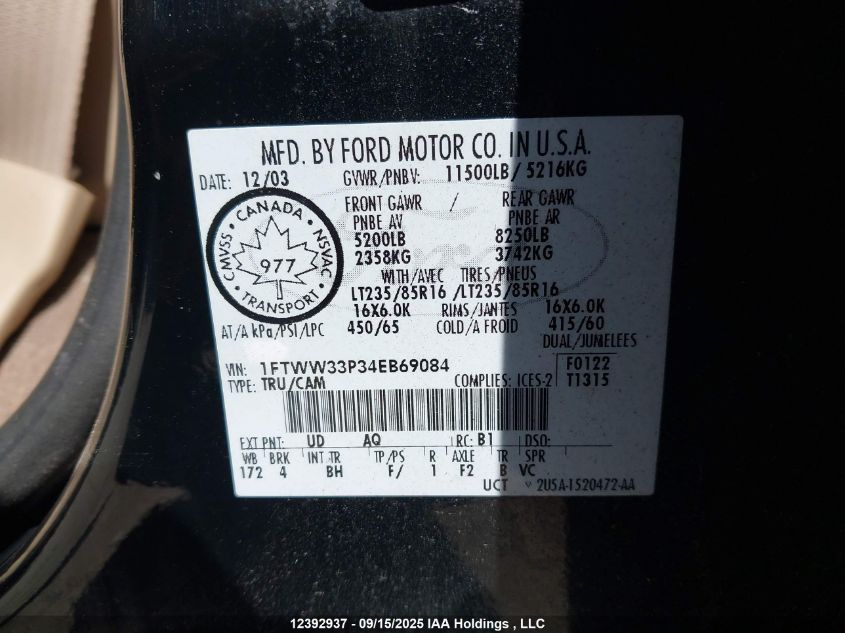 MFD. BY FORD MOTOR CO. IN U.S.A.
DATE: 12/03 GVWR/PNBV: 11500LB/ 5216KG
FRONT GAWR / REAR GAWR
PNBE AV PNBE AR
5200LB 8250LB
2358KG 3742KG
WITH/AVEC TIRES/PNEUS
LT235/85R16 /LT235/85R16
16X6.0K RIMS/JANTES 16X6.0K
AT/A kPa/PSI/LPC 450/65 COLD/A FROID 415/60
DUAL/JUMELEES
CANADA
CMVSS NSVAC
977
TRANSPORT
VIN: 1FTWW33P34EB69084 F0122
TYPE: TRU/CAM COMPLIES: ICES-2 T1315
EXT PNT: UD AQ RC: B1 DSO:
WB BRK INT TR TP/PS R AXLE TR SPR
172 4 BH F/ 1 F2 B VC
UCT 2U5A-1520472-AA
12392937 - 09/15/2025 IAA Holdings , LLC